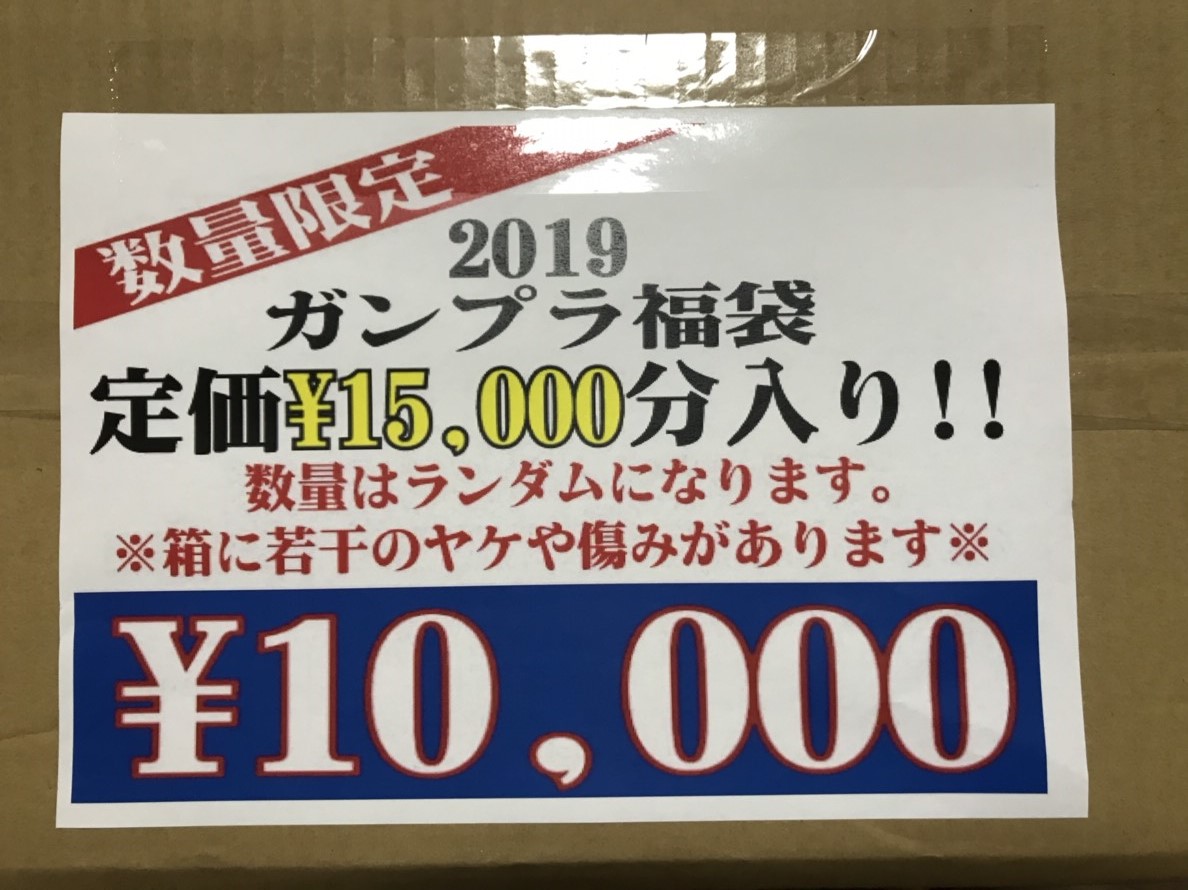 数量限定
2019
ガンプラ福袋
定価¥15,000分入り!!
数量はランダムになります。
※箱に若干のヤケや傷みがあります※
¥10,000